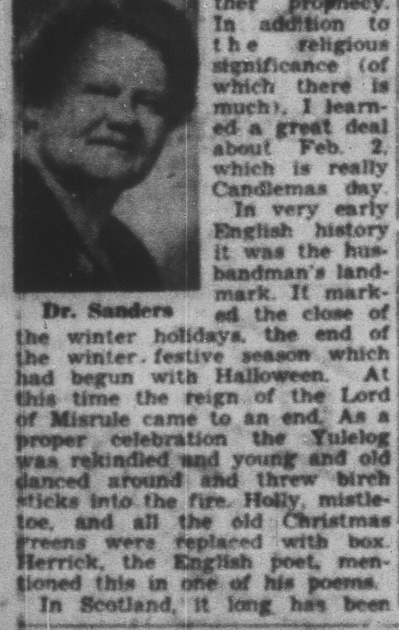 ther prophecy.
In addition to
the religious
significance (of
which there is
much), I learn-
ed a great deal
about Feb. 2,
which is really
Candlemas day.
In very early
English history
it was the hus-
bandman's land-
mark. It mark-
Dr. Sanders
ed the close of
the winter holidays, the end of
the winter festive season which
had begun with Halloween. At
this time the reign of the Lord
of Misrule came to an end. As a
proper celebration the Yulelog
was rekindled and young and old
danced around and threw birch
sticks into the fire. Holly, mistle-
toe, and all the old Christmas
greens were replaced with box.
Herrick, the English poet, men-
tioned this in one of his poems.
In Scotland, it long has been